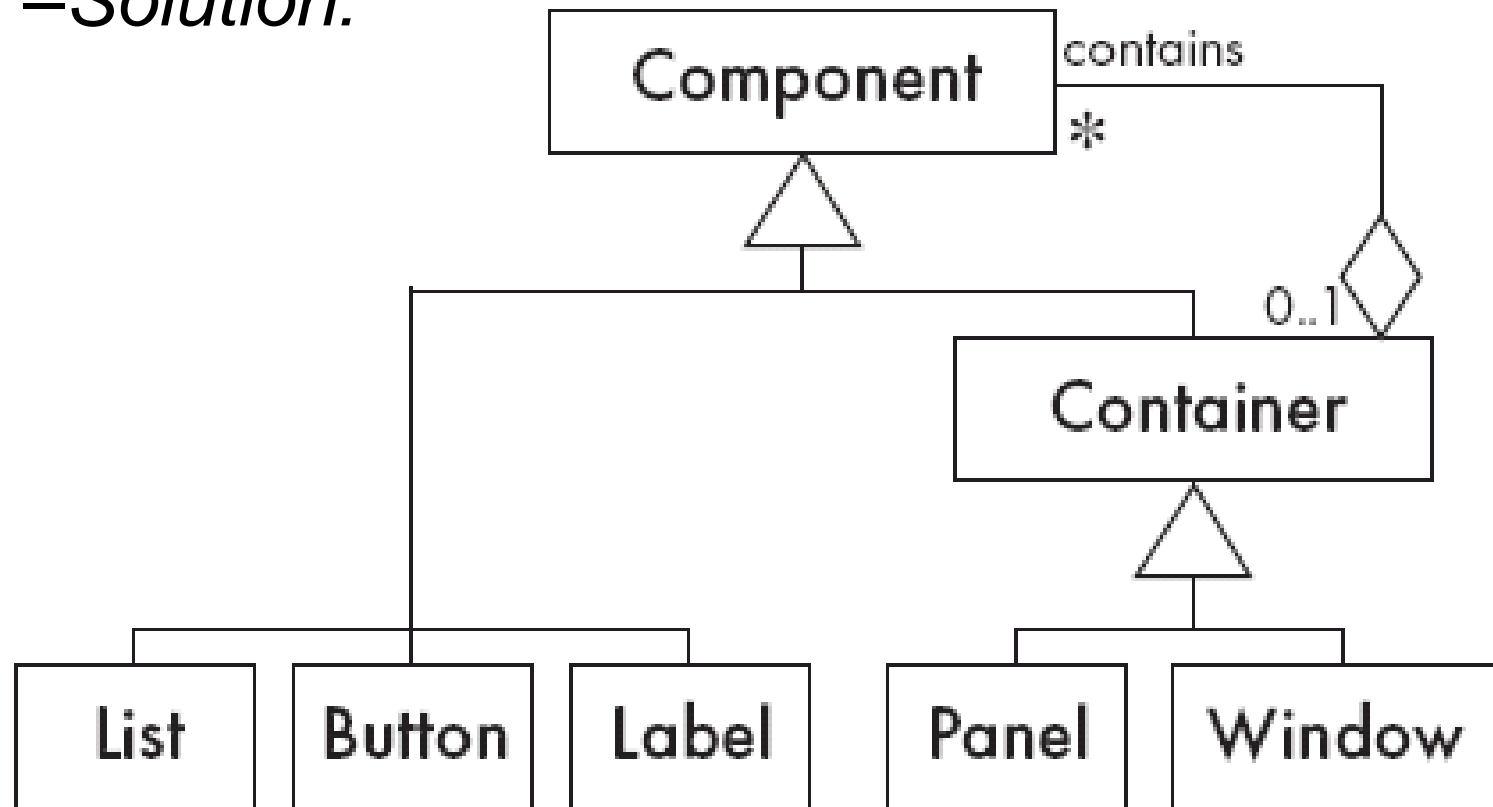 –Solution:
Component
contains
*
0..1
Container
List
Button
Label
Panel
Window